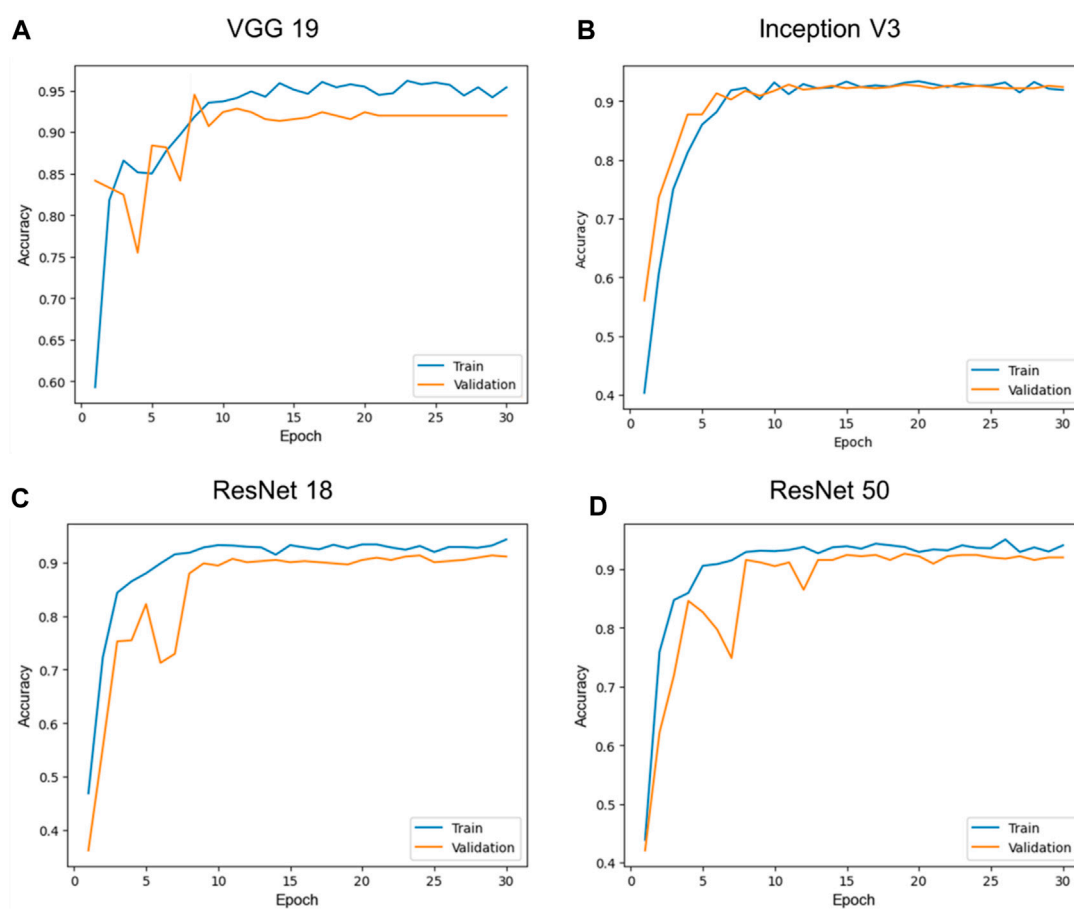 A
VGG 19
Accuracy
0.95
0.90
0.85
0.80
0.75
0.70
0.65
0.60
Train
Validation
0 5 10 15 20 25 30
Epoch
B
Inception V3
Accuracy
0.9
0.8
0.7
0.6
0.5
0.4
Train
Validation
0 5 10 15 20 25 30
Epoch
C
ResNet 18
Accuracy
0.9
0.8
0.7
0.6
0.5
0.4
Train
Validation
0 5 10 15 20 25 30
Epoch
D
ResNet 50
Accuracy
0.9
0.8
0.7
0.6
0.5
0.4
Train
Validation
0 5 10 15 20 25 30
Epoch